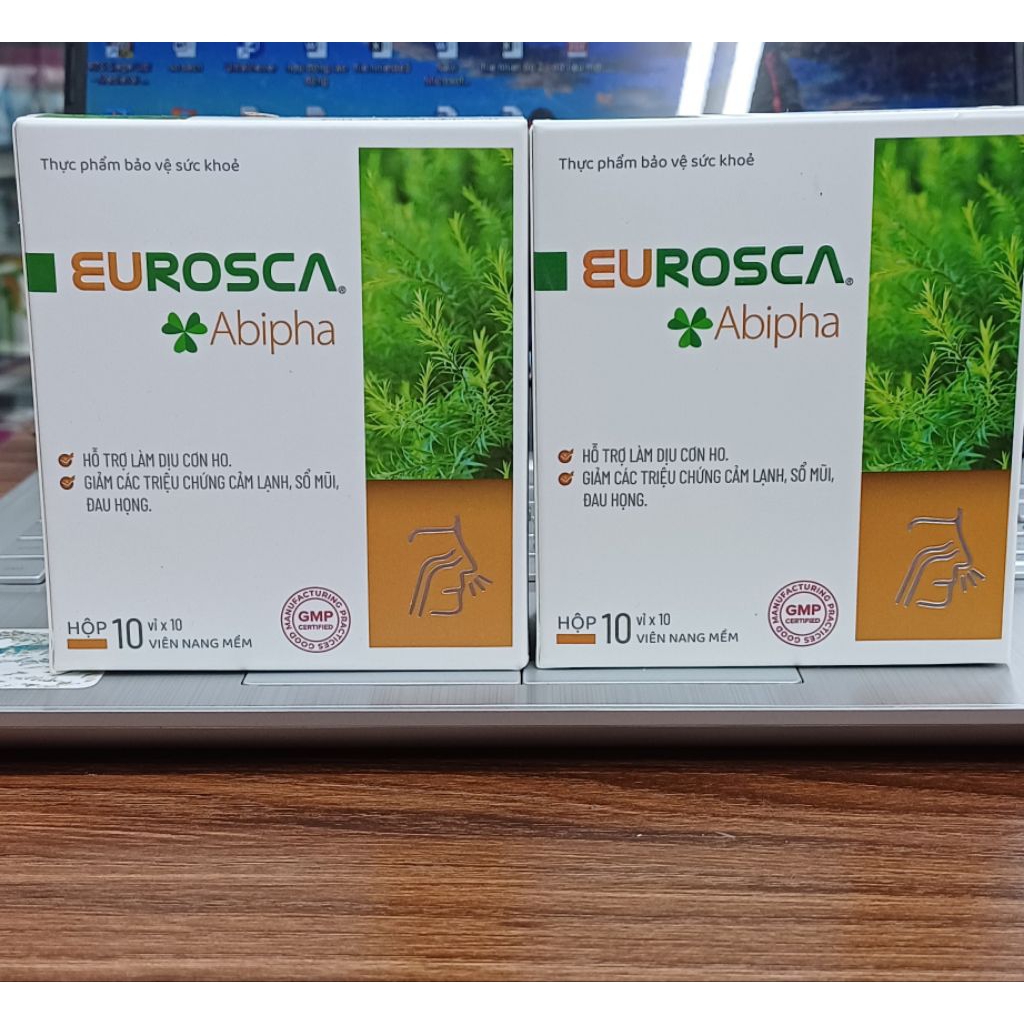 Thực phẩm bảo vệ sức khoẻ
EUROSCA®
Abipha
HỖ TRỢ LÀM DỊU CƠN HO.
GIẢM CÁC TRIỆU CHỨNG CẢM LẠNH, SỔ MŨI,
ĐAU HỌNG.
HỘP 10 vỉ x 10
VIÊN NANG MỀM
GOOD MANUFACTURING PRACTICES
GMP
CERTIFIED
Thực phẩm bảo vệ sức khoẻ
EUROSCA®
Abipha
HỖ TRỢ LÀM DỊU CƠN HO.
GIẢM CÁC TRIỆU CHỨNG CẢM LẠNH, SỔ MŨI,
ĐAU HỌNG.
HỘP 10 vỉ x 10
VIÊN NANG MỀM
GOOD MANUFACTURING PRACTICES
GMP
CERTIFIED